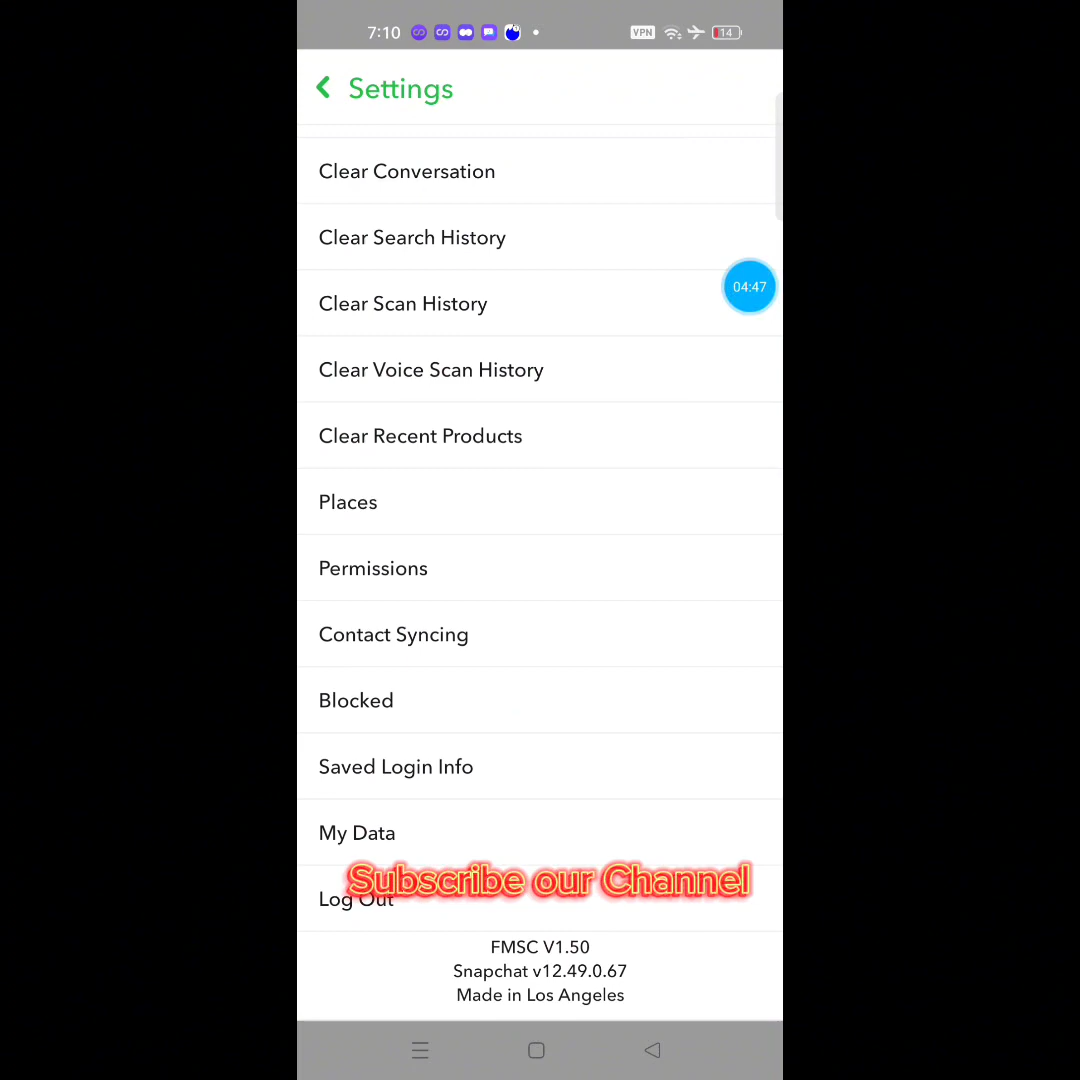 7:10 VPN 14
Settings
Clear Conversation
Clear Search History
04:47
Clear Scan History
Clear Voice Scan History
Clear Recent Products
Places
Permissions
Contact Syncing
Blocked
Saved Login Info
My Data
Subscribe our Channel
Log Out
FMSC V1.50
Snapchat v12.49.0.67
Made in Los Angeles